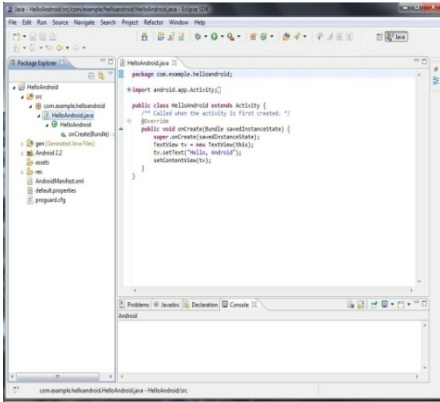 Java - HelloAndroid/src/com/example/helloandroid/HelloAndroid.java - Eclipse SDK
File Edit Run Source Navigate Search Project Refactor Window Help
Java
Package Explorer
HelloAndroid
src
com.example.helloandroid
HelloAndroid.java
HelloAndroid
onCreate(Bundle)
gen [Generated Java Files]
Android 2.2
assets
res
AndroidManifest.xml
default.properties
proguard.cfg
HelloAndroid.java
package com.example.helloandroid;
import android.app.Activity;
public class HelloAndroid extends Activity {
/** Called when the activity is first created. */
@Override
public void onCreate(Bundle savedInstanceState) {
super.onCreate(savedInstanceState);
TextView tv = new TextView(this);
tv.setText("Hello, Android");
setContentView(tv);
}
}
Problems @ Javadoc Declaration Console
Android
com.example.helloandroid.HelloAndroid.java - HelloAndroid/src